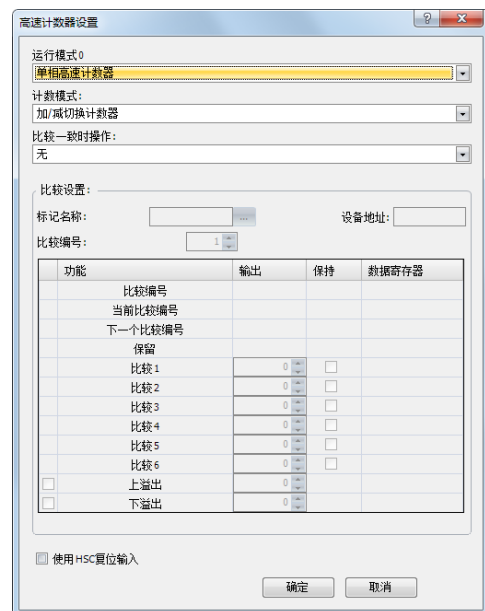 高速计数器设置
运行模式0
单相高速计数器
计数模式:
加/减切换计数器
比较一致时操作:
无
比较设置:
标记名称: ... 设备地址:
比较编号: 1
功能 输出 保持 数据寄存器
比较编号
当前比较编号
下一个比较编号
保留
比较1 0
比较2 0
比较3 0
比较4 0
比较5 0
比较6 0
上溢出 0
下溢出 0
使用HSC复位输入
确定 取消